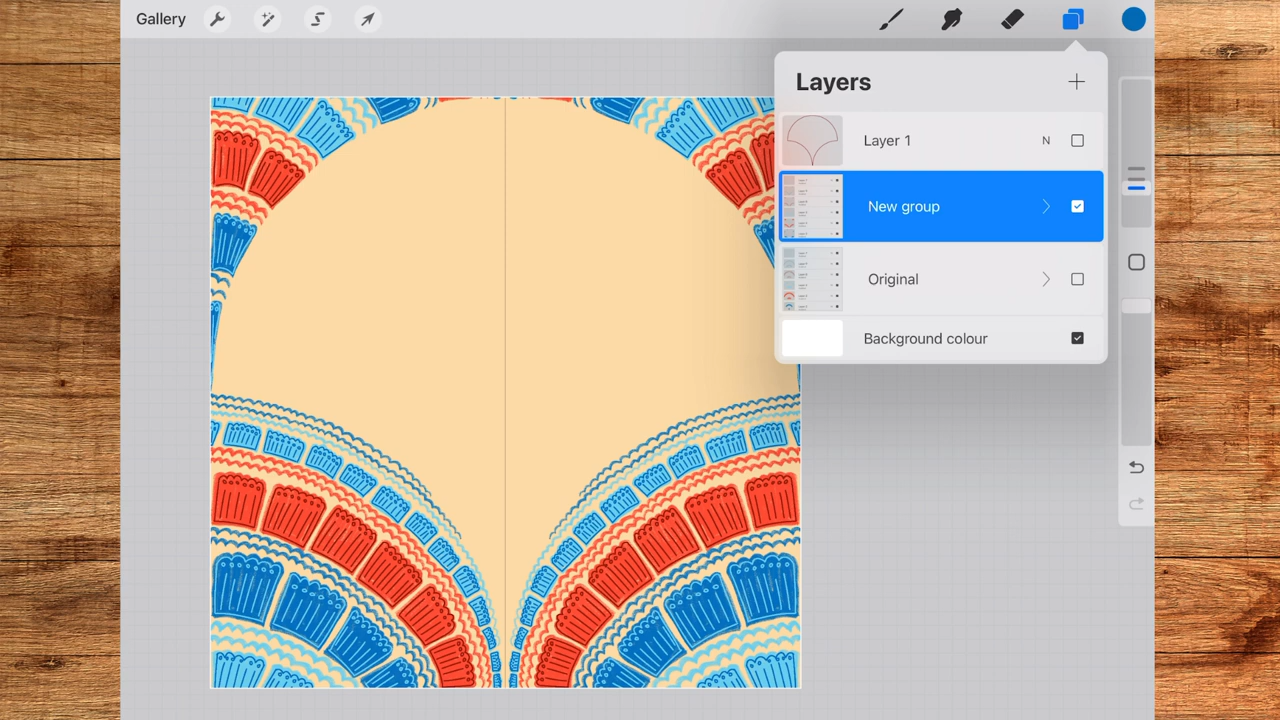 Gallery
Layers
Layer 1 N
New group
Original
Background colour